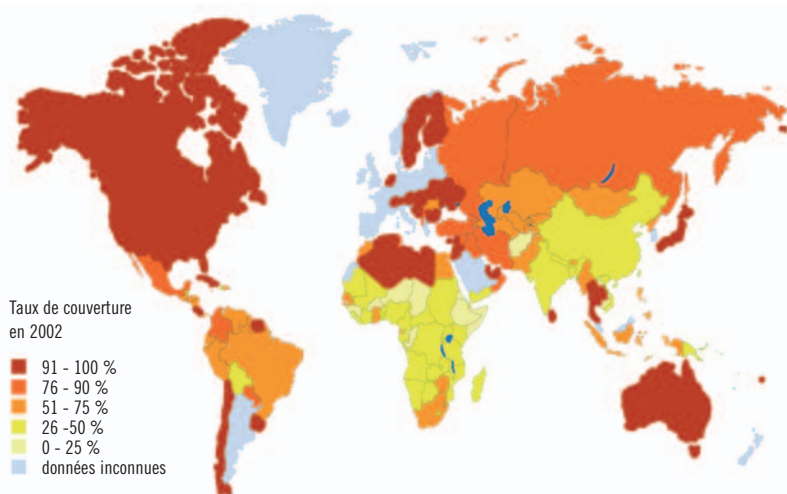 Taux de couverture
en 2002
91 - 100 %
76 - 90 %
51 - 75 %
26 -50 %
0 - 25 %
données inconnues